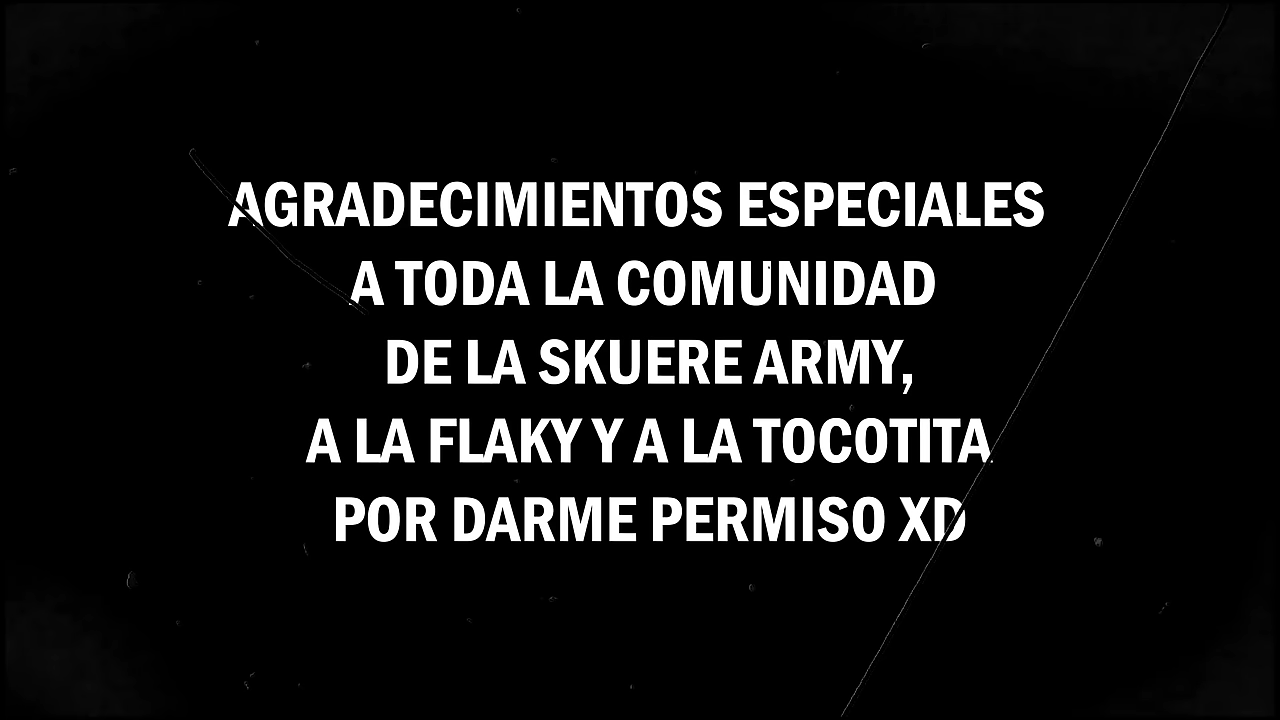 AGRADECIMIENTOS ESPECIALES
A TODA LA COMUNIDAD
DE LA SKUERE ARMY,
A LA FLAKY Y A LA TOCOTITA
POR DARME PERMISO XD